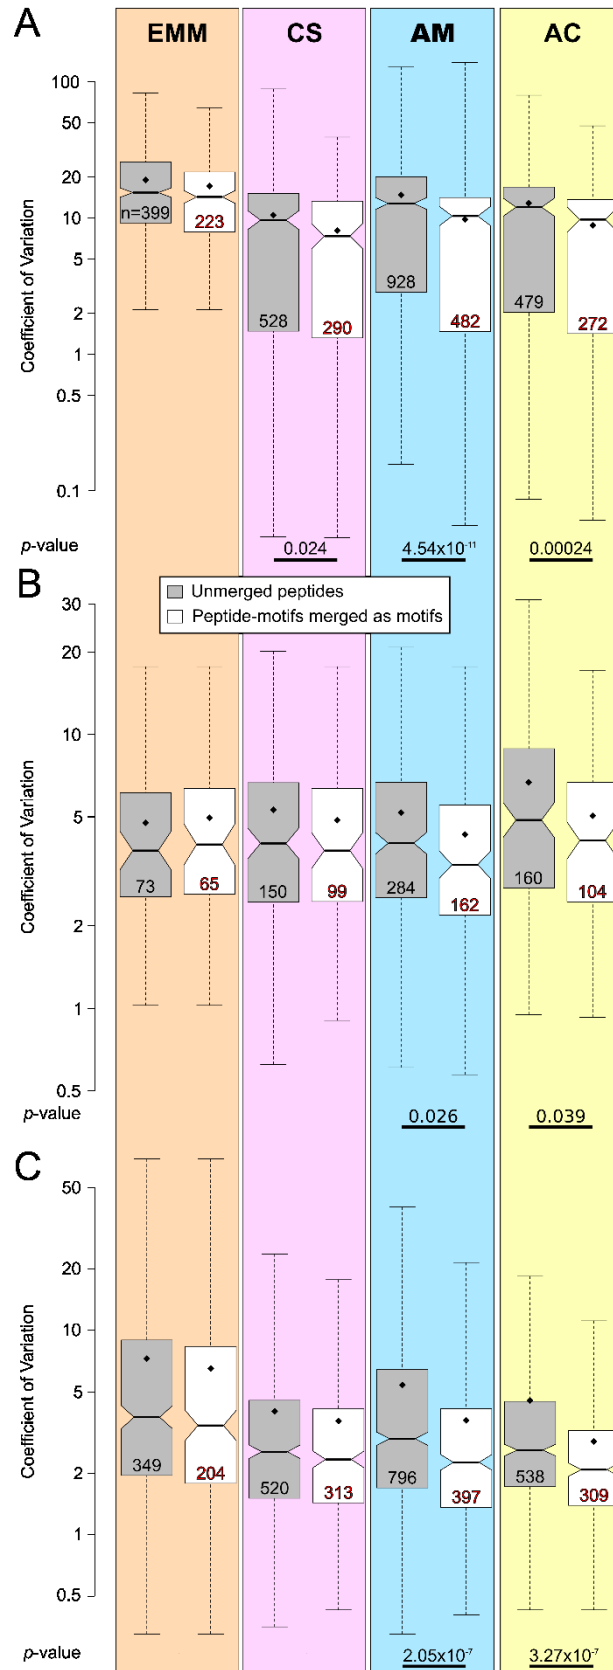 A
EMM CS AM AC
100
50
20
10
5
2
1
0.5
0.1
Coefficient of Variation
n=399 223 528 290 928 482 479 272
p-value 0.024 4.54x10⁻¹¹ 0.00024
B
Unmerged peptides
Peptide-motifs merged as motifs
30
20
10
5
2
1
0.5
Coefficient of Variation
73 65 150 99 284 162 160 104
p-value 0.026 0.039
C
50
20
10
5
2
1
0.5
Coefficient of Variation
349 204 520 313 796 397 538 309
p-value 2.05x10⁻⁷ 3.27x10⁻⁷